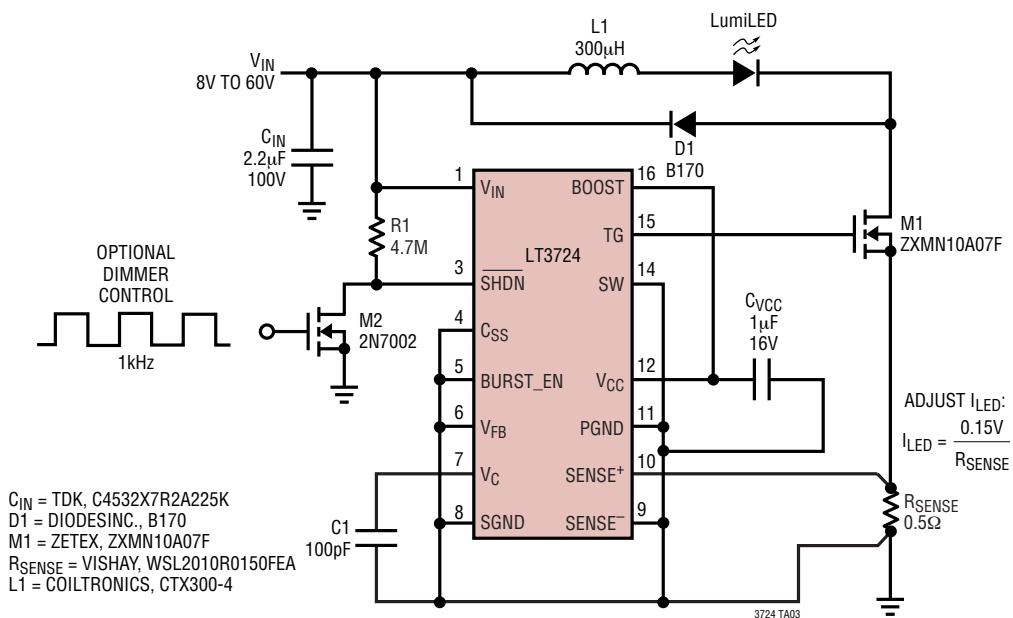 LumiLED
L1
300µH
VIN
8V TO 60V
CIN
2.2µF
100V
D1
B170
1
VIN
BOOST
16
R1
4.7M
TG
15
M1
ZXMN10A07F
LT3724
OPTIONAL
DIMMER
CONTROL
3
SHDN
SW
14
1kHz
M2
2N7002
4
CSS
CVCC
1µF
16V
5
BURST_EN
VCC
12
6
VFB
PGND
11
ADJUST ILED:
ILED = 0.15V
RSENSE
7
VC
SENSE+
10
8
SGND
SENSE–
9
RSENSE
0.5Ω
C1
100pF
CIN = TDK, C4532X7R2A225K
D1 = DIODESINC., B170
M1 = ZETEX, ZXMN10A07F
RSENSE = VISHAY, WSL2010R0150FEA
L1 = COILTRONICS, CTX300-4
3724 TA03